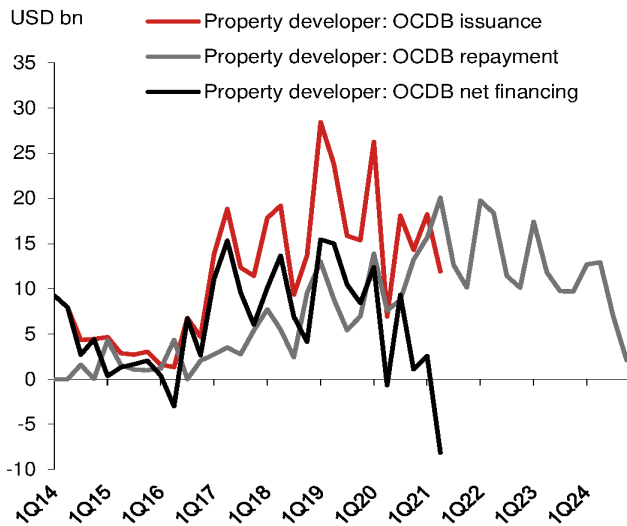 USD bn
Property developer: OCDB issuance
Property developer: OCDB repayment
Property developer: OCDB net financing
35
30
25
20
15
10
5
0
-5
-10
1Q14
1Q15
1Q16
1Q17
1Q18
1Q19
1Q20
1Q21
1Q22
1Q23
1Q24